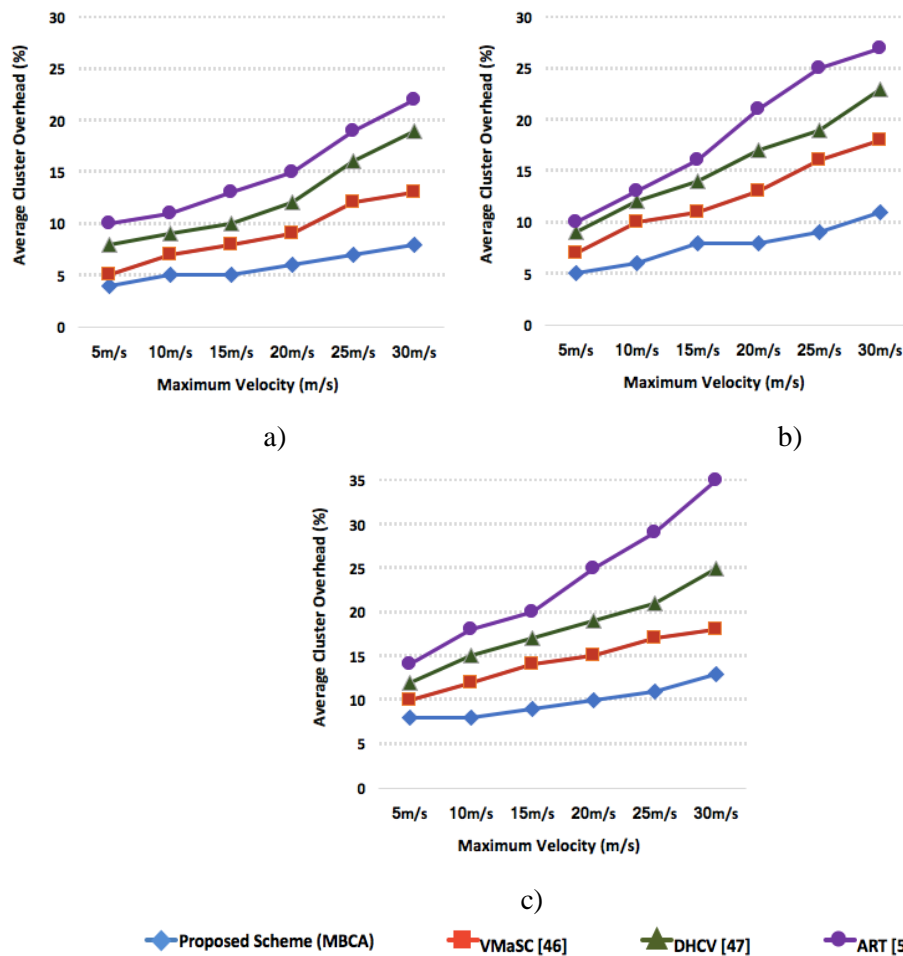 30
25
20
15
10
5
0
Average Cluster Overhead (%)
5m/s 10m/s 15m/s 20m/s 25m/s 30m/s
Maximum Velocity (m/s)
a)
30
25
20
15
10
5
0
Average Cluster Overhead (%)
5m/s 10m/s 15m/s 20m/s 25m/s 30m/s
Maximum Velocity (m/s)
b)
35
30
25
20
15
10
5
0
Average Cluster Overhead (%)
5m/s 10m/s 15m/s 20m/s 25m/s 30m/s
Maximum Velocity (m/s)
c)
Proposed Scheme (MBCA) VMaSC [46] DHCV [47] ART [5